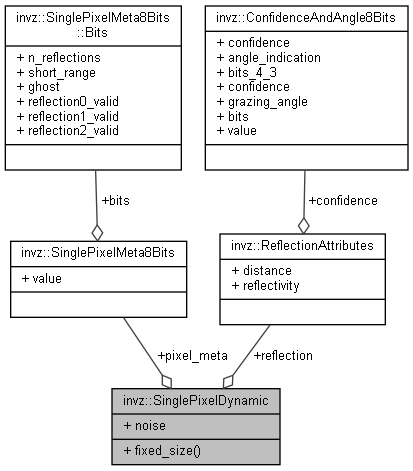 invz::SinglePixelMeta8Bits
::Bits
+ n_reflections
+ short_range
+ ghost
+ reflection0_valid
+ reflection1_valid
+ reflection2_valid
invz::ConfidenceAndAngle8Bits
+ confidence
+ angle_indication
+ bits_4_3
+ confidence
+ grazing_angle
+ bits
+ value
+bits
+confidence
invz::SinglePixelMeta8Bits
+ value
invz::ReflectionAttributes
+ distance
+ reflectivity
+pixel_meta
+reflection
invz::SinglePixelDynamic
+ noise
+ fixed_size()